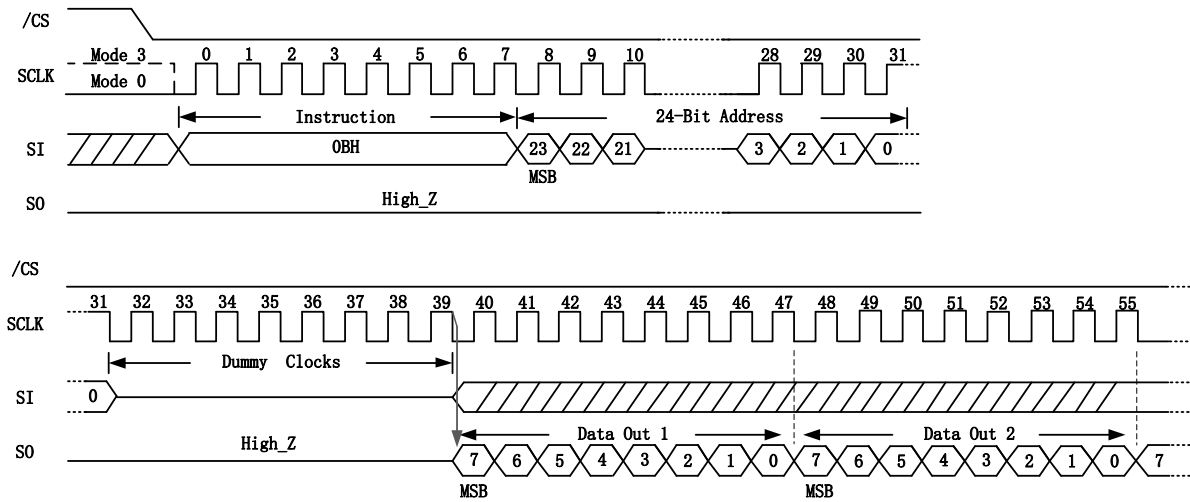 /CS
Mode 3 0 1 2 3 4 5 6 7 8 9 10 28 29 30 31
SCLK
Mode 0
Instruction 24-Bit Address
SI 0BH 23 22 21 3 2 1 0
MSB
High_Z
SO
/CS
31 32 33 34 35 36 37 38 39 40 41 42 43 44 45 46 47 48 49 50 51 52 53 54 55
SCLK
Dummy Clocks
SI 0
Data Out 1 Data Out 2
High_Z
SO 7 6 5 4 3 2 1 0 7 6 5 4 3 2 1 0 7
MSB MSB